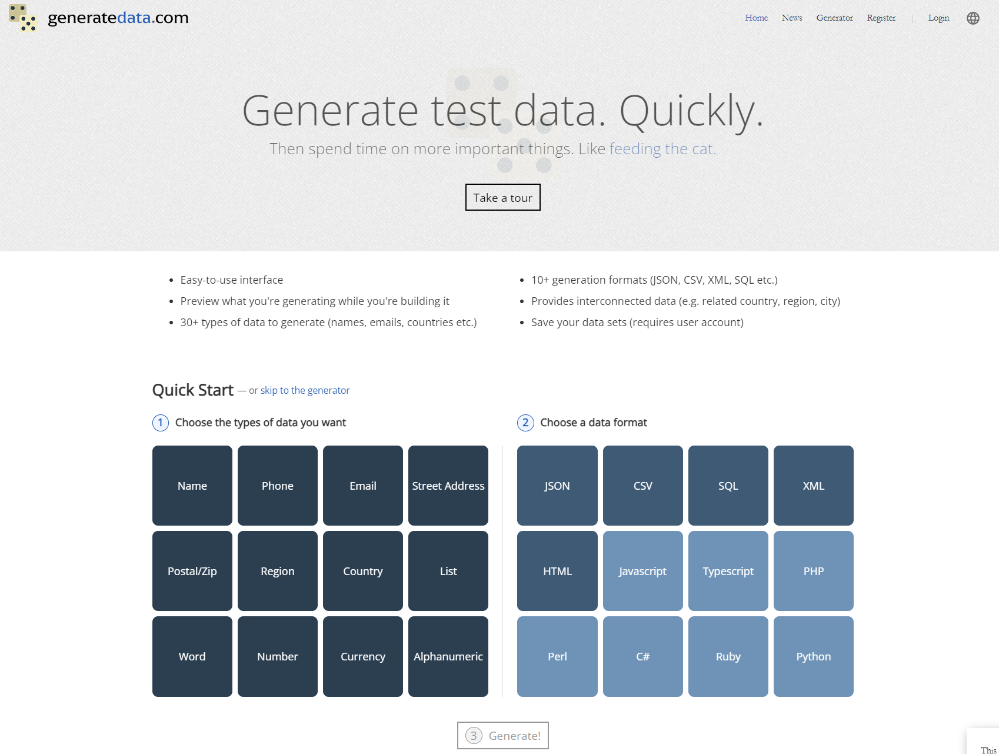 generatedata.com
Home News Generator Register | Login
Generate test data. Quickly.
Then spend time on more important things. Like feeding the cat.
Take a tour
• Easy-to-use interface
• Preview what you're generating while you're building it
• 30+ types of data to generate (names, emails, countries etc.)
• 10+ generation formats (JSON, CSV, XML, SQL etc.)
• Provides interconnected data (e.g. related country, region, city)
• Save your data sets (requires user account)
Quick Start — or skip to the generator
1 Choose the types of data you want
Name Phone Email Street Address
Postal/Zip Region Country List
Word Number Currency Alphanumeric
2 Choose a data format
JSON CSV SQL XML
HTML Javascript Typescript PHP
Perl C# Ruby Python
3 Generate!
This